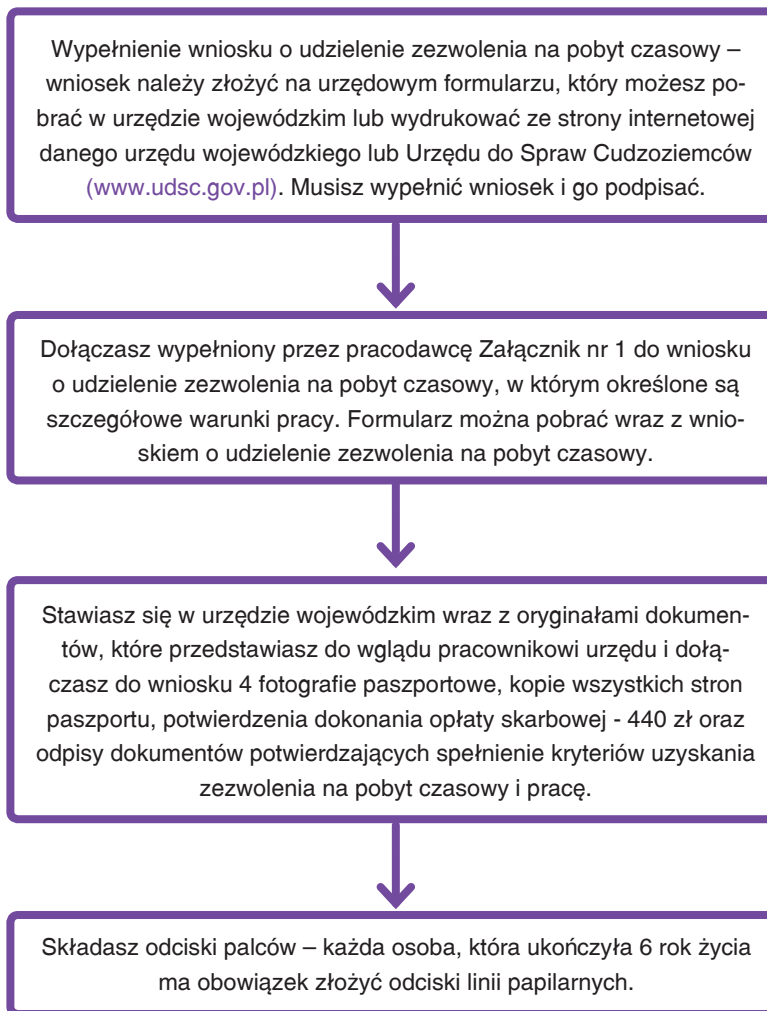 Wypełnienie wniosku o udzielenie zezwolenia na pobyt czasowy –
wniosek należy złożyć na urzędowym formularzu, który możesz po-
brać w urzędzie wojewódzkim lub wydrukować ze strony internetowej
danego urzędu wojewódzkiego lub Urzędu do Spraw Cudzoziemców
(www.udsc.gov.pl). Musisz wypełnić wniosek i go podpisać.
Dołączasz wypełniony przez pracodawcę Załącznik nr 1 do wniosku
o udzielenie zezwolenia na pobyt czasowy, w którym określone są
szczegółowe warunki pracy. Formularz można pobrać wraz z wnio-
skiem o udzielenie zezwolenia na pobyt czasowy.
Stawiasz się w urzędzie wojewódzkim wraz z oryginałami dokumen-
tów, które przedstawiasz do wglądu pracownikowi urzędu i dołą-
czasz do wniosku 4 fotografie paszportowe, kopie wszystkich stron
paszportu, potwierdzenia dokonania opłaty skarbowej - 440 zł oraz
odpisy dokumentów potwierdzających spełnienie kryteriów uzyskania
zezwolenia na pobyt czasowy i pracę.
Składasz odciski palców – każda osoba, która ukończyła 6 rok życia
ma obowiązek złożyć odciski linii papilarnych.